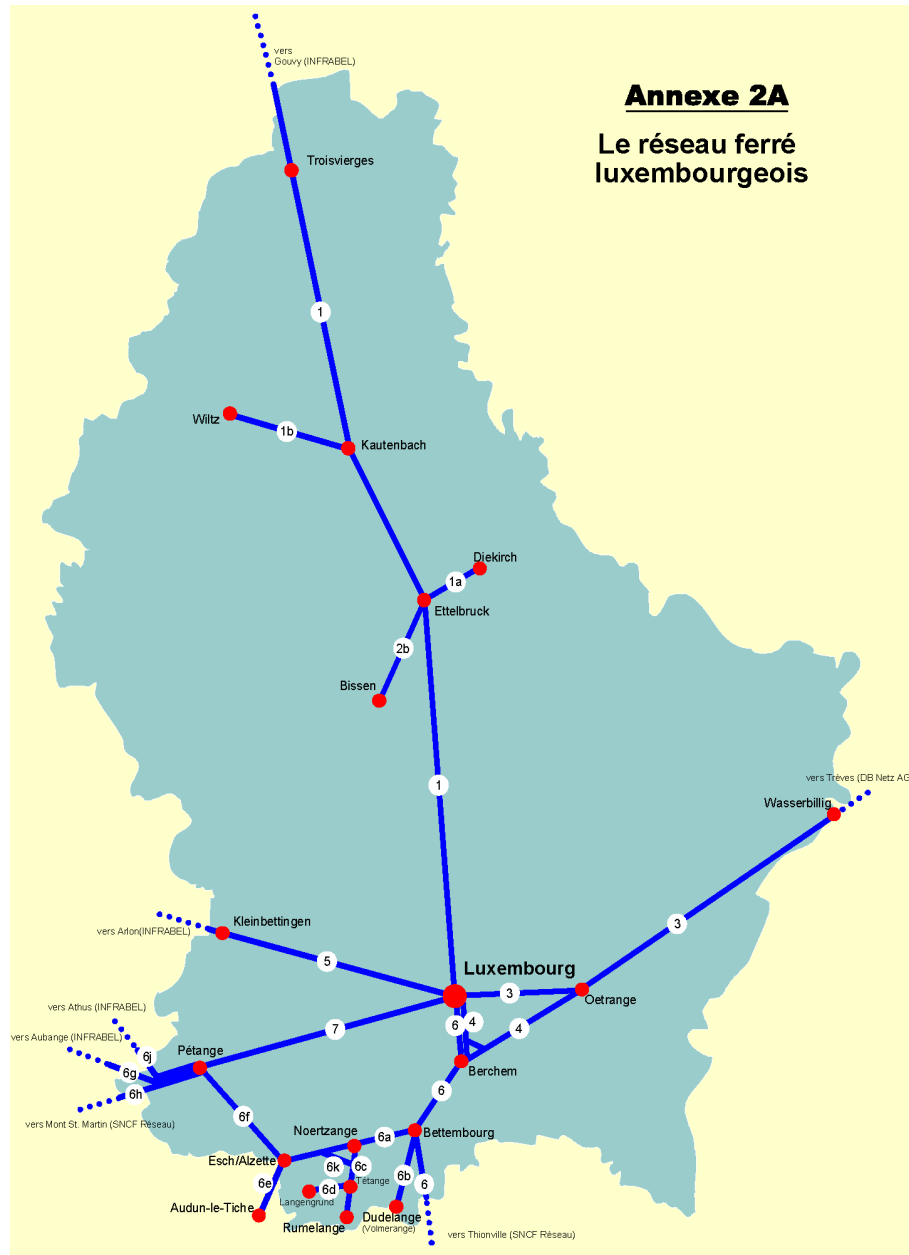 vers
Gouvy (INFRABEL)
Annexe 2A
Le réseau ferré
luxembourgeois
Troisvierges
1
Wiltz
1b
Kautenbach
Diekirch
1a
Ettelbruck
2b
Bissen
1
vers Trèves (DB Netz AG
Wasserbillig
3
Kleinbettingen
vers Arlon(INFRABEL)
5
Luxembourg
3
Oetrange
vers Athus (INFRABEL)
7
6
4
4
vers Aubange (INFRABEL)
Pétange
6j
6g
6h
Berchem
6
vers Mont St. Martin (SNCF Réseau)
6f
Noertzange
6a
Bettembourg
Esch/Alzette
6k
6c
6b
6
6e
6d
Tétange
Langengrund
Audun-le-Tiche
Rumelange
Dudelange
(Volmerange)
vers Thionville (SNCF Réseau)